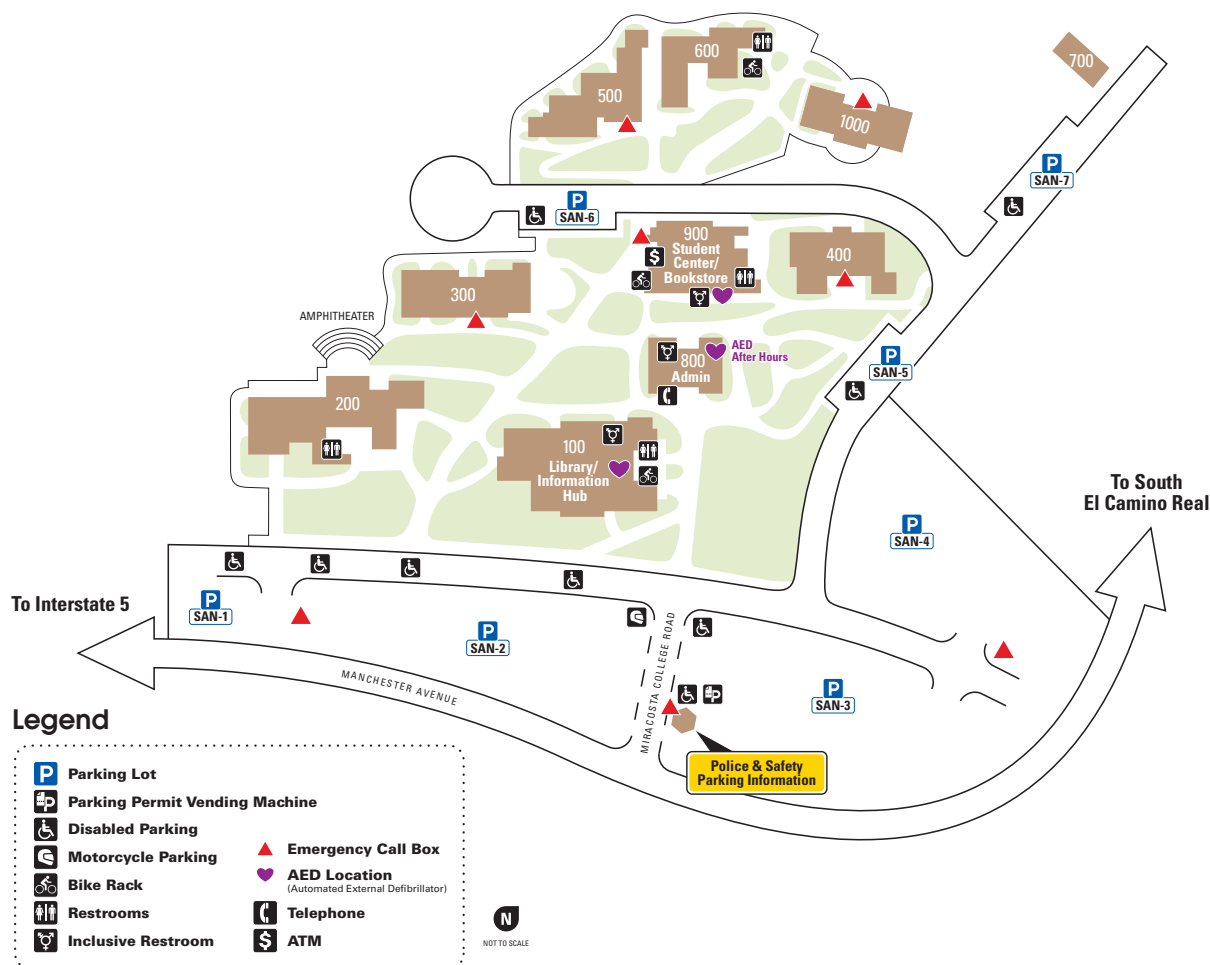 600
700
500
1000
P
SAN-7
P
SAN-6
900
Student
Center/
Bookstore
$
400
300
AMPHITHEATER
800
Admin
AED
After Hours
P
SAN-5
200
100
Library/
Information
Hub
To South
El Camino Real
P
SAN-4
To Interstate 5
P
SAN-1
P
SAN-2
MIRACOSTA COLLEGE ROAD
P
SAN-3
P
MANCHESTER AVENUE
Police & Safety
Parking Information
Legend
P Parking Lot
P Parking Permit Vending Machine
Disabled Parking
Motorcycle Parking
Bike Rack
Restrooms
Inclusive Restroom
Emergency Call Box
AED Location
(Automated External Defibrillator)
Telephone
$ ATM
N
NOT TO SCALE